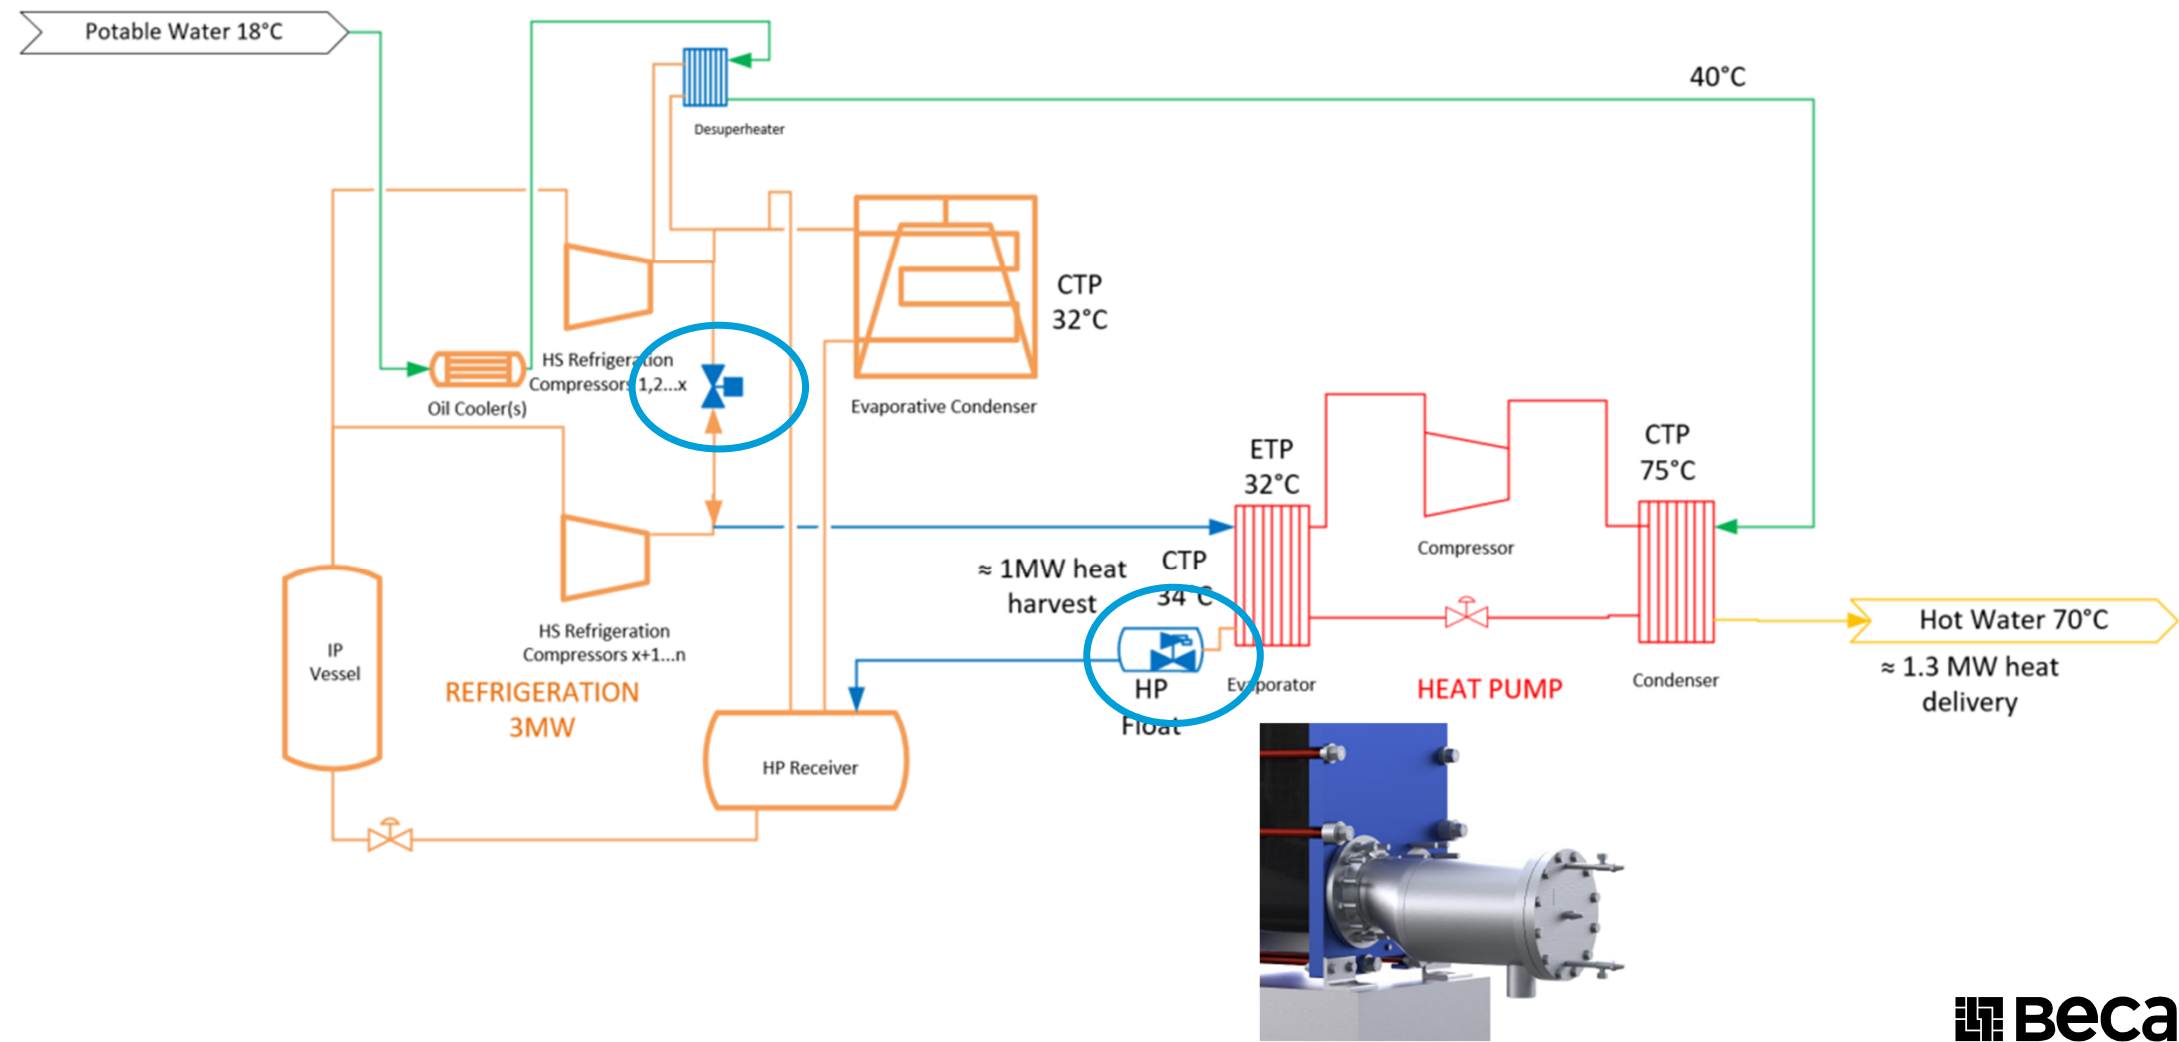 Potable Water 18°C
40°C
Desuperheater
CTP
32°C
HS Refrigeration
Compressors 1,2...x
Oil Cooler(s)
Evaporative Condenser
ETP
32°C
CTP
75°C
Compressor
≈ 1MW heat
harvest
CTP
34°C
HS Refrigeration
Compressors x+1...n
IP
Vessel
REFRIGERATION
3MW
HP
Float
Evaporator
HEAT PUMP
Condenser
Hot Water 70°C
≈ 1.3 MW heat
delivery
HP Receiver
Beca